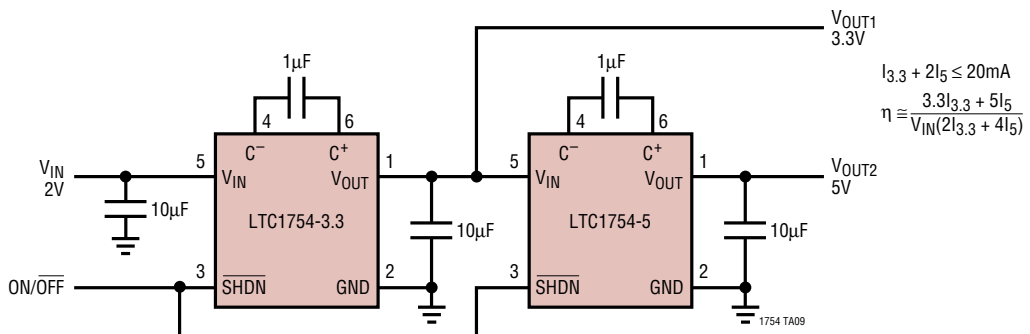 VOUT1
3.3V
1µF
1µF
I3.3 + 2I5 ≤ 20mA
η ≅ 3.3I3.3 + 5I5
VIN(2I3.3 + 4I5)
4
6
4
6
C–
C+
C–
C+
VIN
2V
5
VIN
VOUT
1
5
VIN
VOUT
1
VOUT2
5V
10µF
LTC1754-3.3
10µF
LTC1754-5
10µF
ON/OFF
3
SHDN
GND
2
3
SHDN
GND
2
1754 TA09